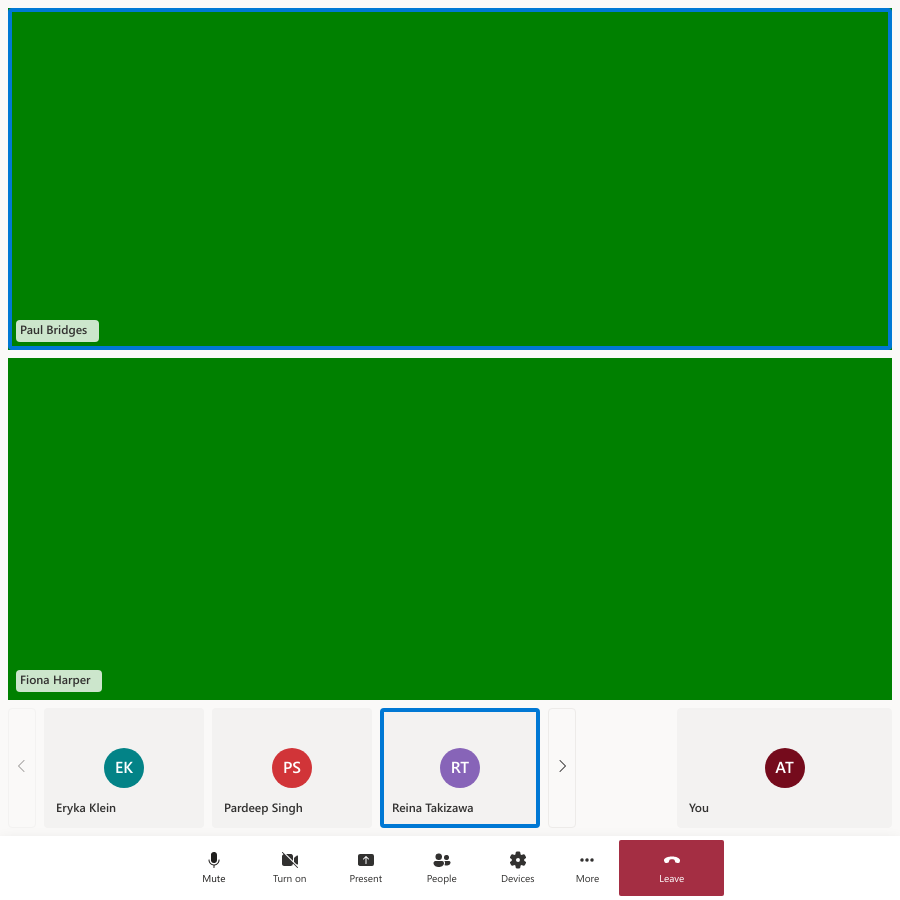 Paul Bridges
Fiona Harper
EK
Eryka Klein
PS
Pardeep Singh
RT
Reina Takizawa
AT
You
Mute
Turn on
Present
People
Devices
More
Leave